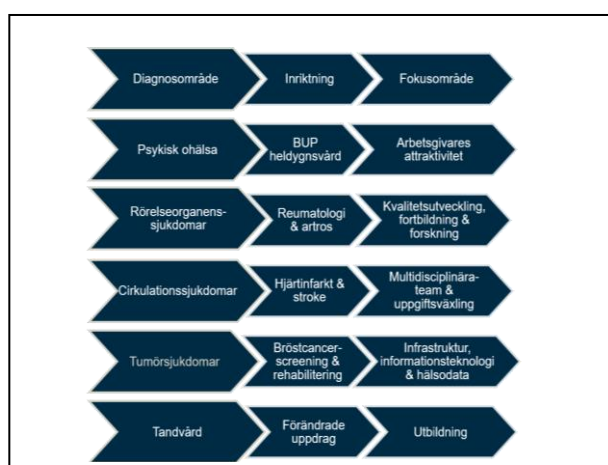 Diagnosområde
Inriktning
Fokusområde
Psykisk ohälsa
BUP
heldygnsvård
Arbetsgivares
attraktivitet
Rörelseorganens-
sjukdomar
Reumatologi
& artros
Kvalitetsutveckling,
fortbildning &
forskning
Cirkulationssjukdomar
Hjärtinfarkt &
stroke
Multidisciplinära-
team &
uppgiftsväxling
Tumörsjukdomar
Bröstcancer-
screening &
rehabilitering
Infrastruktur,
informationsteknologi
& hälsodata
Tandvård
Förändrade
uppdrag
Utbildning